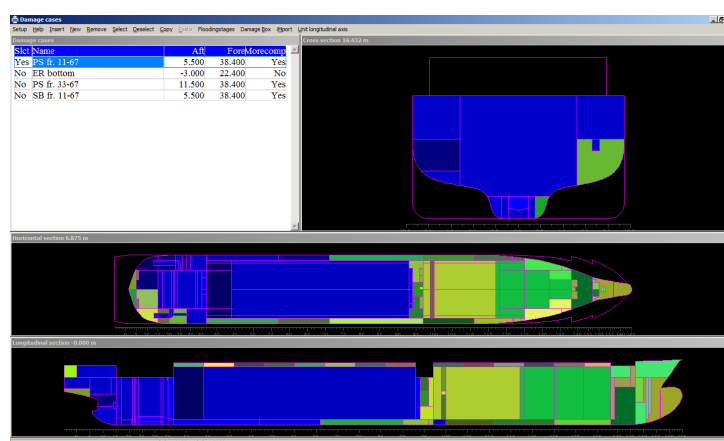 Damage cases
Setup Help Insert New Remove Select Deselect Copy Paste Floodingstages Damage Box IMport Unit longitudinal axis
Damage cases
Slct Name Aft Fore Morecomp
Yes PS fr. 11-67 5.500 38.400 Yes
No ER bottom -3.000 22.400 No
No PS fr. 33-67 11.500 38.400 Yes
No SB fr. 11-67 5.500 38.400 Yes
Cross section 16.432 m
Horizontal section 6.875 m
Longitudinal section -0.000 m